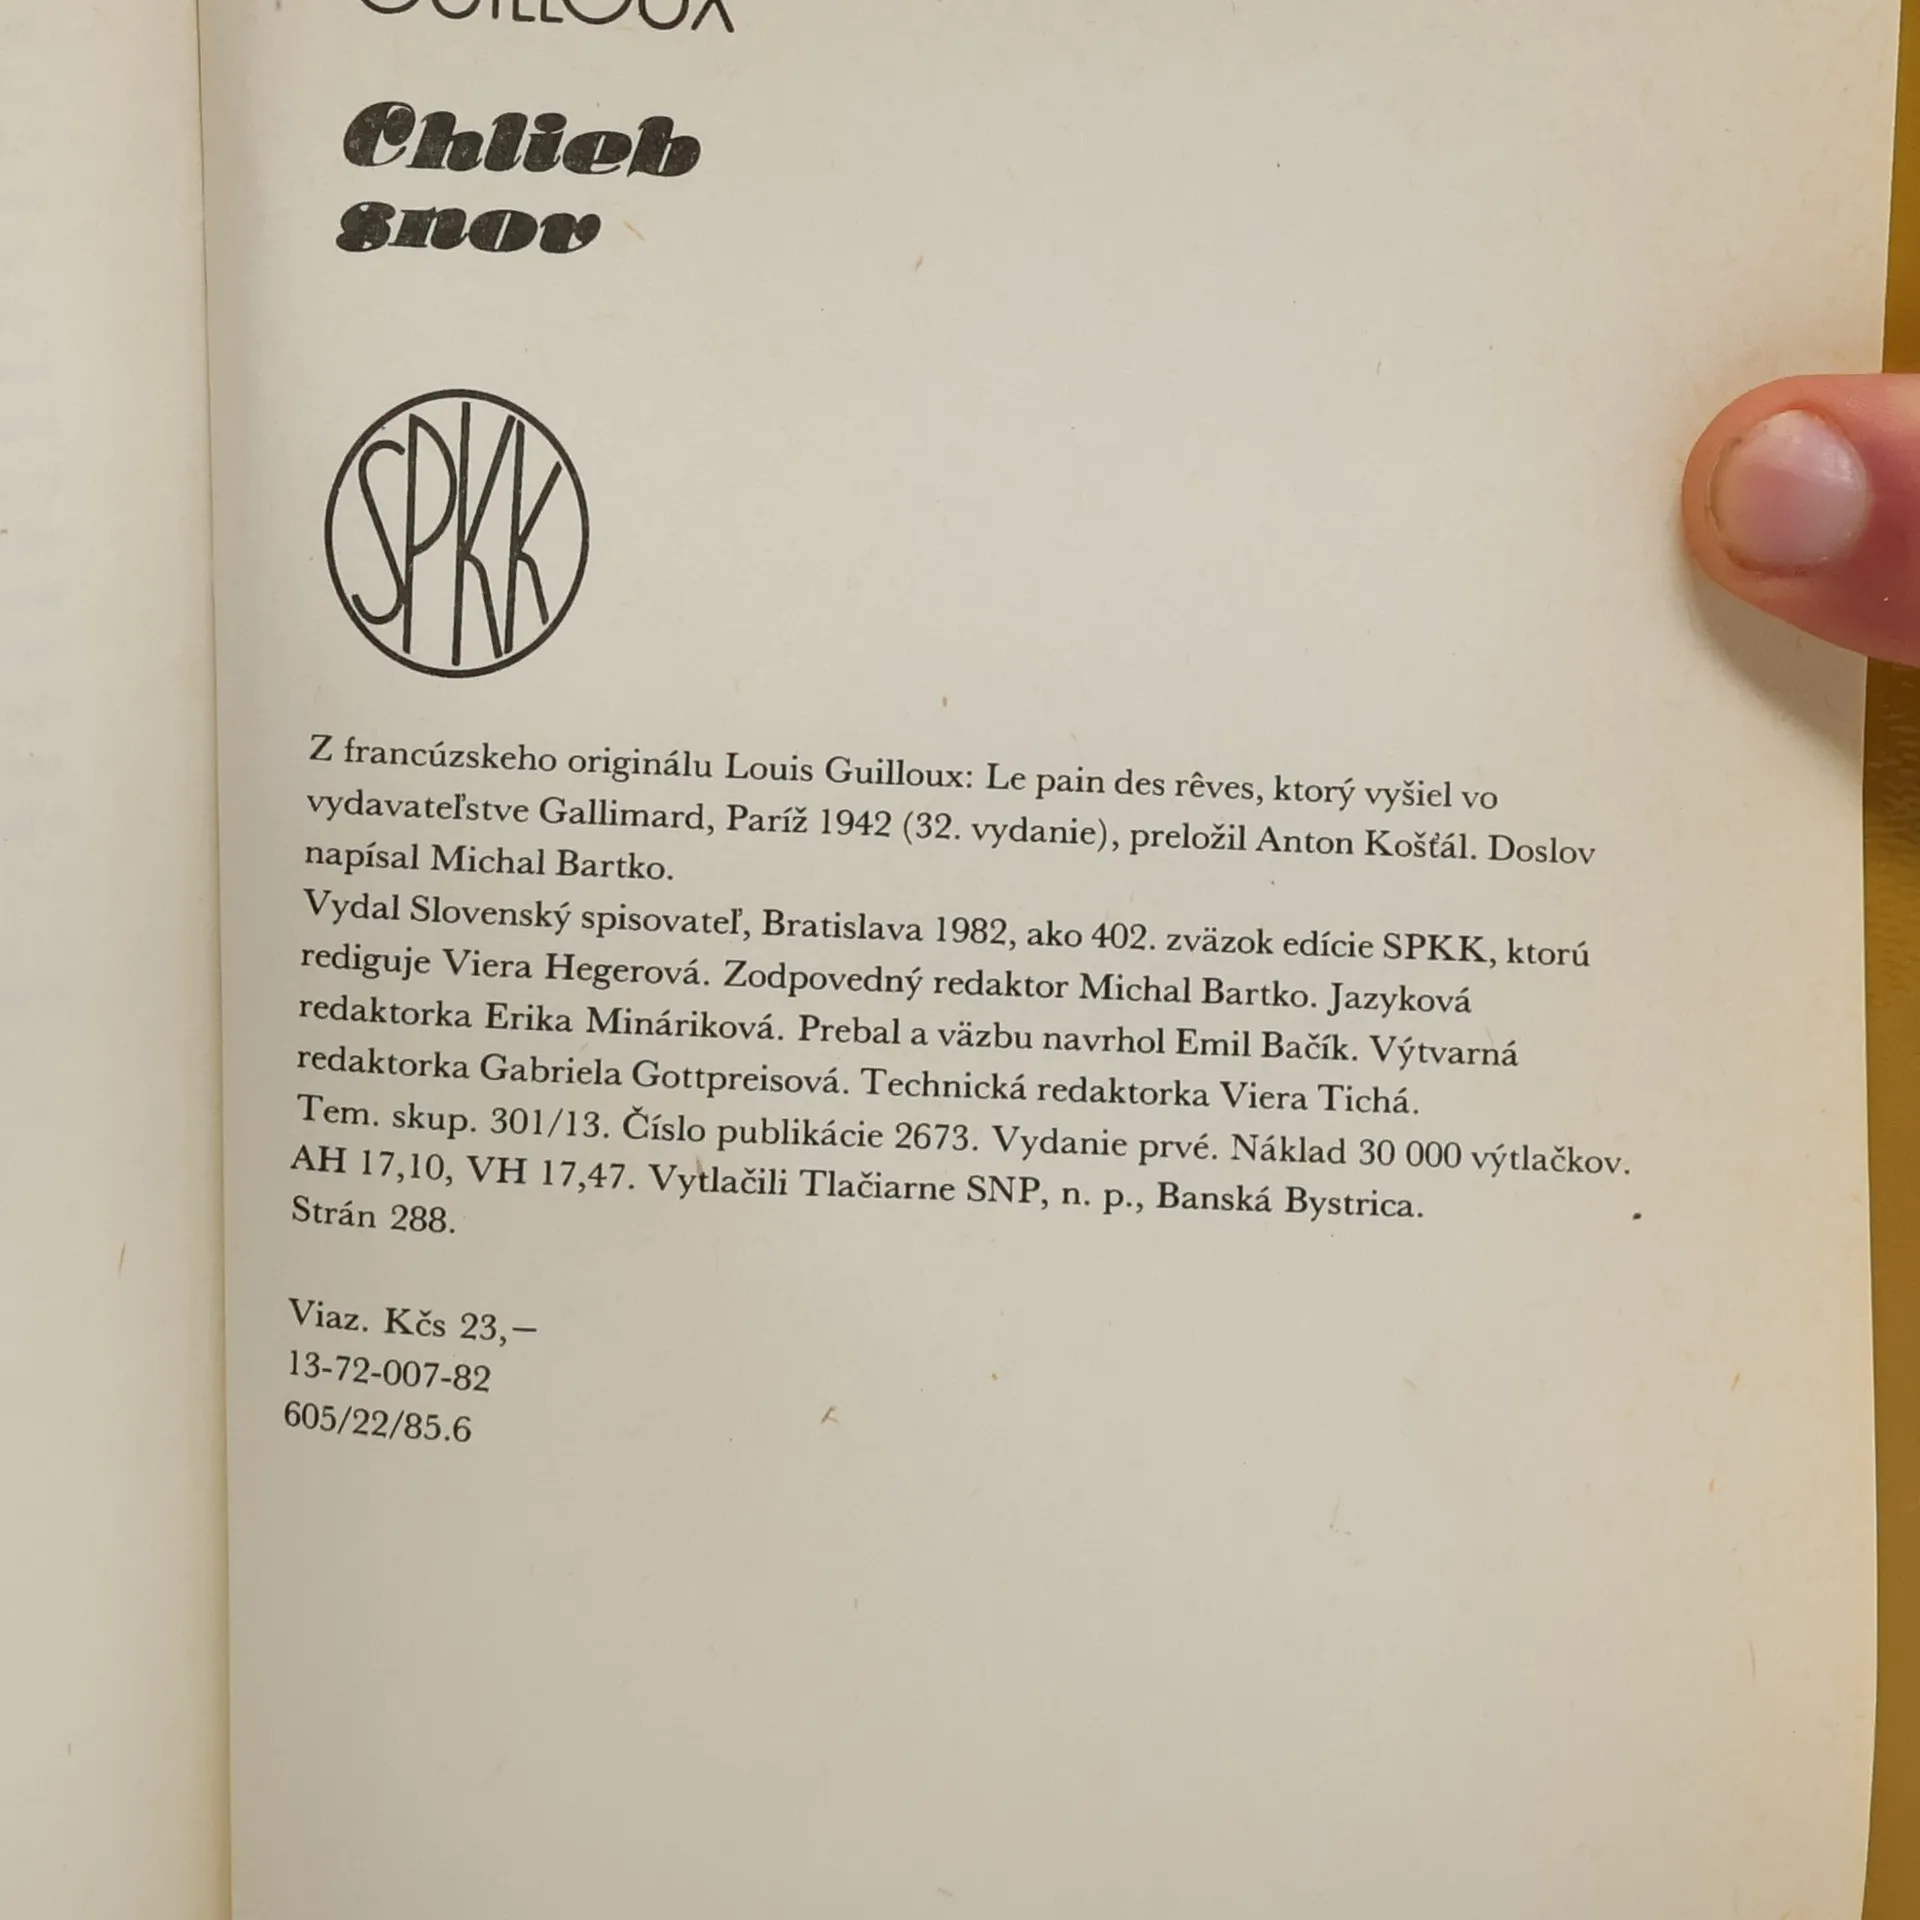 GUILLOUX
Chlieb
snov
SPKK
Z francúzskeho originálu Louis Guilloux: Le pain des rêves, ktorý vyšiel vo
vydavateľstve Gallimard, Paríž 1942 (32. vydanie), preložil Anton Košťál. Doslov
napísal Michal Bartko.
Vydal Slovenský spisovateľ, Bratislava 1982, ako 402. zväzok edície SPKK, ktorú
rediguje Viera Hegerová. Zodpovedný redaktor Michal Bartko. Jazyková
redaktorka Erika Mináriková. Prebal a väzbu navrhol Emil Bačík. Výtvarná
redaktorka Gabriela Gottpreisová. Technická redaktorka Viera Tichá.
Tem. skup. 301/13. Číslo publikácie 2673. Vydanie prvé. Náklad 30 000 výtlačkov.
AH 17,10, VH 17,47. Vytlačili Tlačiarne SNP, n. p., Banská Bystrica.
Strán 288.
Viaz. Kčs 23,—
13-72-007-82
605/22/85.6